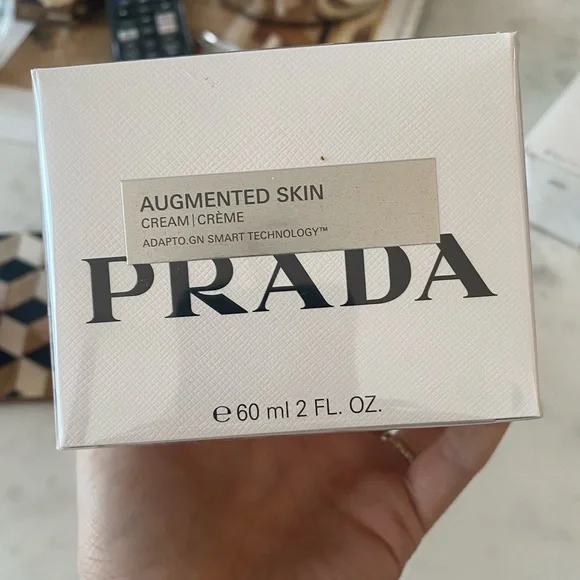 AUGMENTED SKIN
CREAM | CRÈME
ADAPTO.GN SMART TECHNOLOGY™
PRADA
℮ 60 ml 2 FL. OZ.